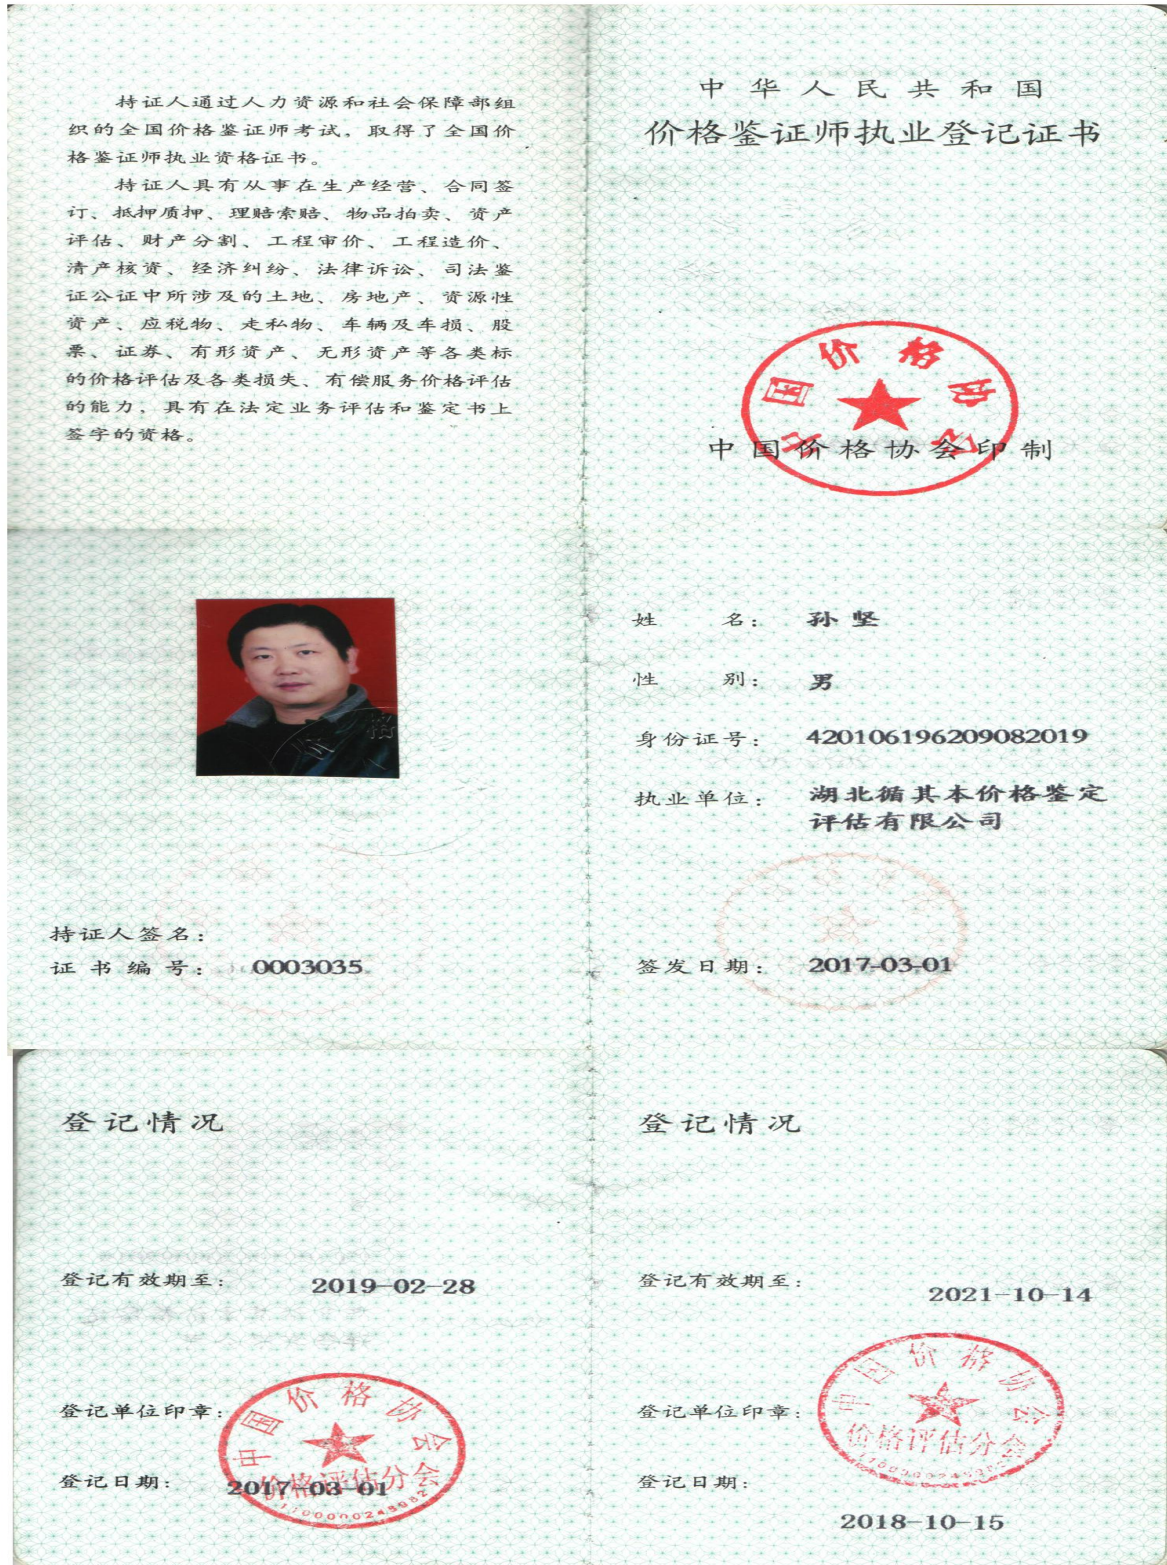 持证人通过人力资源和社会保障部组
织的全国价格鉴证师考试，取得了全国价
格鉴证师执业资格证书。
持证人具有从事在生产经营、合同签
订、抵押质押、理赔索赔、物品拍卖、资产
评估、财产分割、工程审价、工程造价、
清产核资、经济纠纷、法律诉讼、司法鉴
证公证中所涉及的土地、房地产、资源性
资产、应税物、走私物、车辆及车损、股
票、证券、有形资产、无形资产等各类标
的价格评估及各类损失、有偿服务价格评估
的能力，具有在法定业务评估和鉴定书上
签字的资格。
中华人民共和国
价格鉴证师执业登记证书
中国价格协会
中国价格协会印制
持证人签名：
证书编号：0003035
姓名：孙坚
性别：男
身份证号：420106196209082019
执业单位：湖北循其本价格鉴定
评估有限公司
签发日期：2017-03-01
登记情况
登记有效期至：2019-02-28
登记单位印章：
中国价格协会
价格评估分会
登记日期：2017-03-01
登记情况
登记有效期至：2021-10-14
登记单位印章：
中国价格协会
价格评估分会
登记日期：
2018-10-15